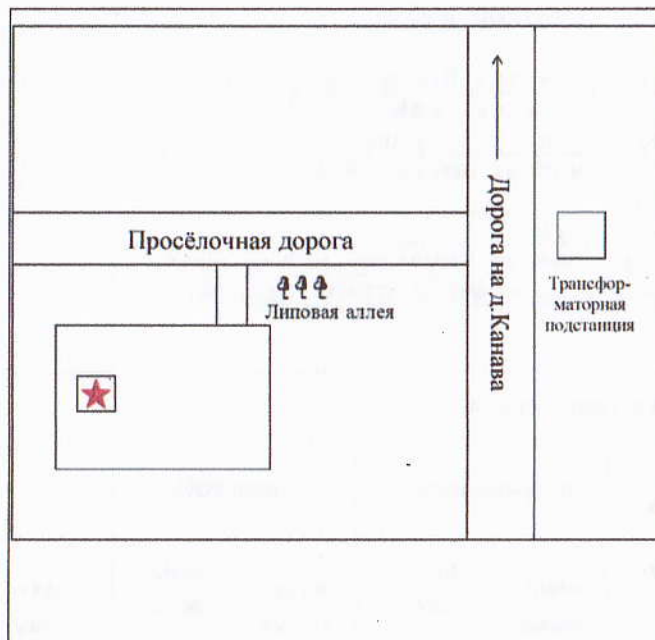 Просёлочная дорога
Липовая аллея
Дорога на д.Канава
Трансфор-
маторная
подстанция